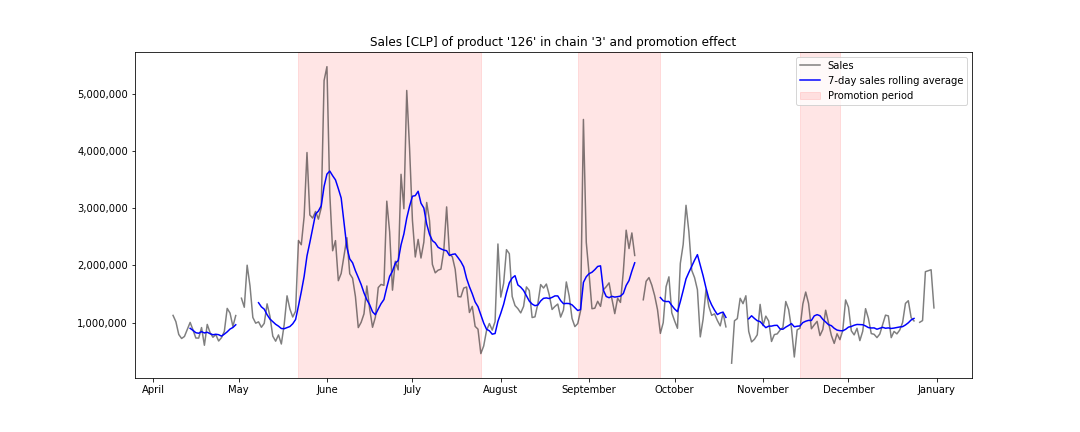 Sales [CLP] of product '126' in chain '3' and promotion effect
Sales
7-day sales rolling average
Promotion period
5,000,000
4,000,000
3,000,000
2,000,000
1,000,000
April May June July August September October November December January